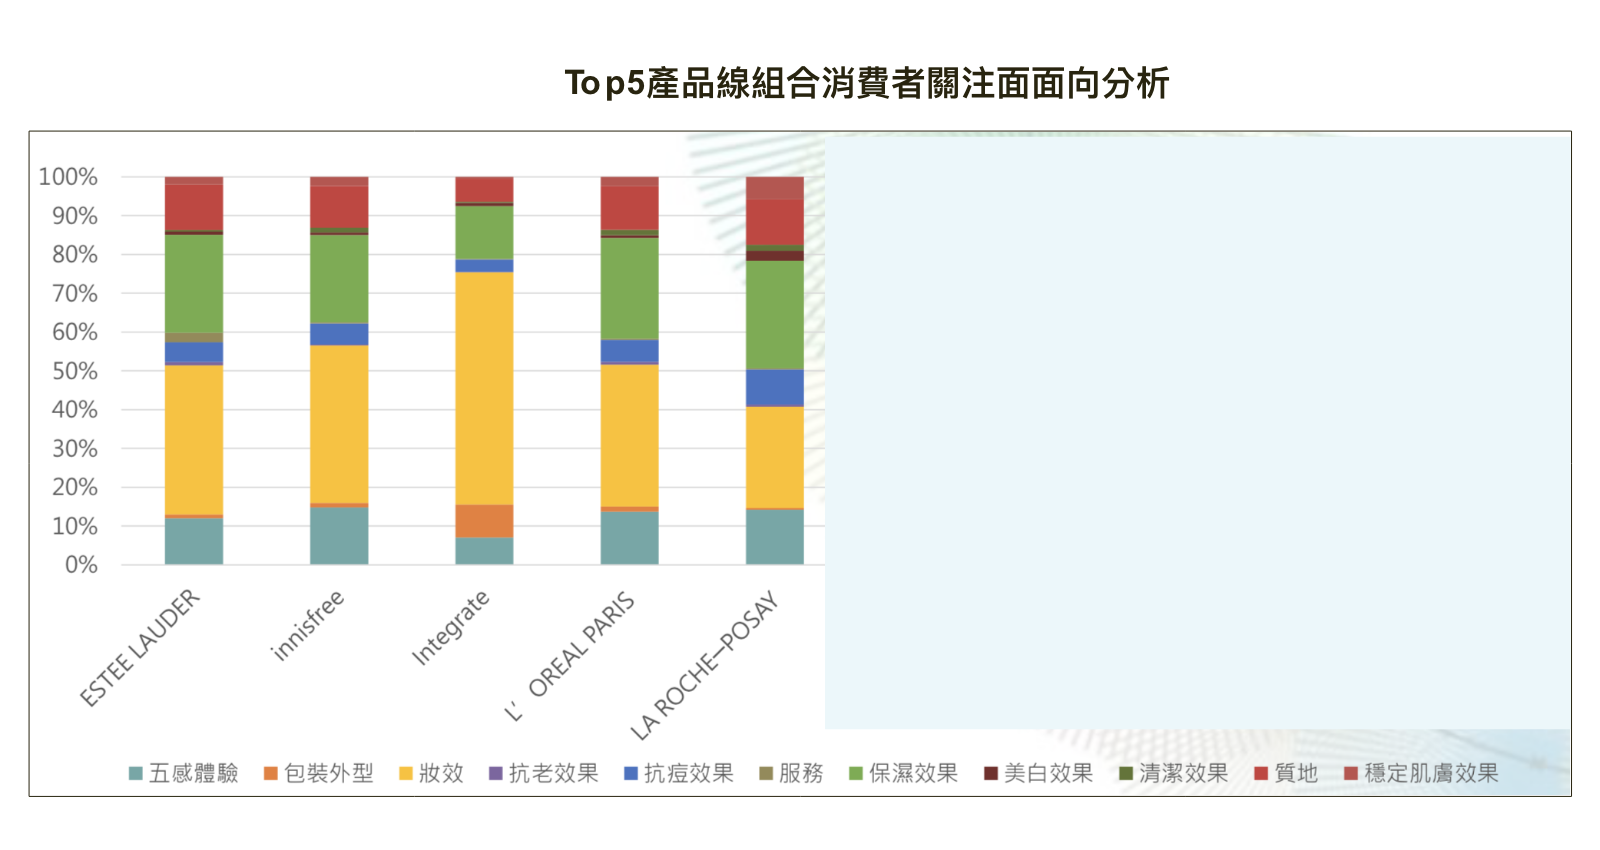 Top5產品線組合消費者關注面面向分析
100%
90%
80%
70%
60%
50%
40%
30%
20%
10%
0%
ESTEE LAUDER
innisfree
Integrate
L’ OREAL PARIS
LA ROCHE–POSAY
五感體驗 包裝外型 妝效 抗老效果 抗痘效果 服務 保濕效果 美白效果 清潔效果 質地 穩定肌膚效果